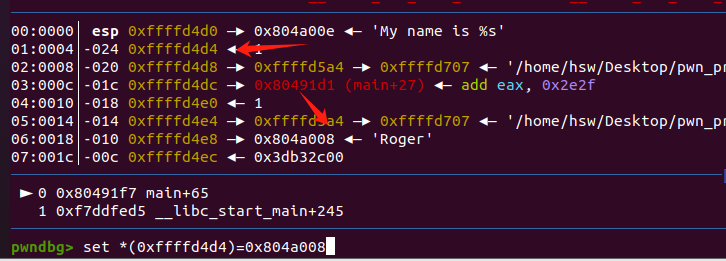 00:0000│ esp 0xffffd4d0 —▸ 0x804a00e ◂— 'My name is %s'
01:0004│-024 0xffffd4d4 ◂— 1
02:0008│-020 0xffffd4d8 —▸ 0xffffd5a4 —▸ 0xffffd707 ◂— '/home/hsw/Desktop/pwn_pr
03:000c│-01c 0xffffd4dc —▸ 0x80491d1 (main+27) ◂— add eax, 0x2e2f
04:0010│-018 0xffffd4e0 ◂— 1
05:0014│-014 0xffffd4e4 —▸ 0xffffd5a4 —▸ 0xffffd707 ◂— '/home/hsw/Desktop/pwn_pr
06:0018│-010 0xffffd4e8 —▸ 0x804a008 ◂— 'Roger'
07:001c│-00c 0xffffd4ec ◂— 0x3db32c00
► 0 0x80491f7 main+65
1 0xf7ddfed5 __libc_start_main+245
pwndbg> set *(0xffffd4d4)=0x804a008